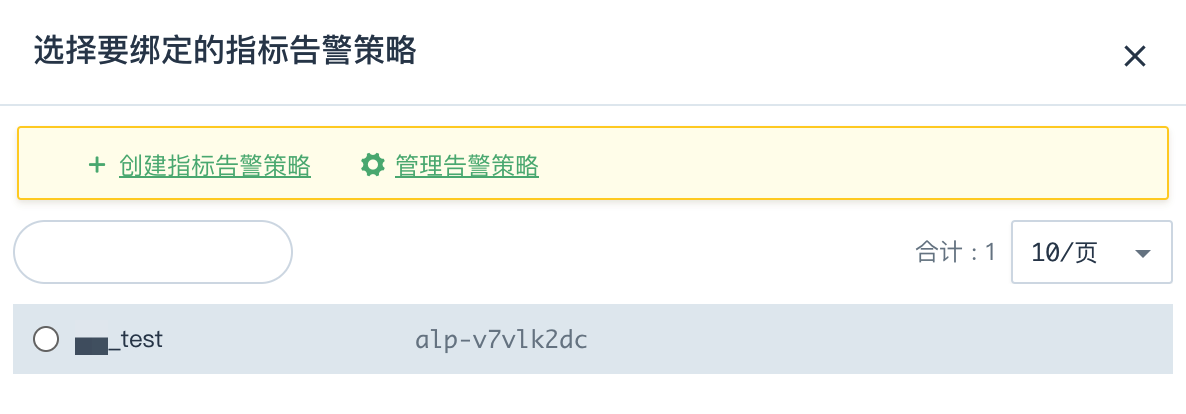 选择要绑定的指标告警策略
创建指标告警策略 管理告警策略
合计：1 10/页
_test alp-v7vlk2dc